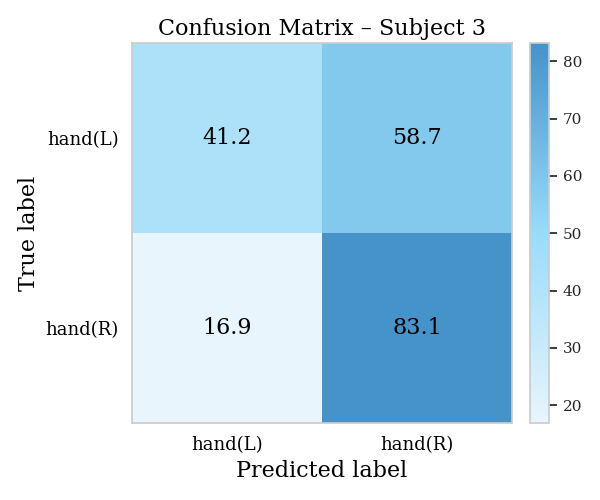 Confusion Matrix – Subject 3
True label
hand(L)
41.2
58.7
hand(R)
16.9
83.1
hand(L)
hand(R)
Predicted label
80
70
60
50
40
30
20